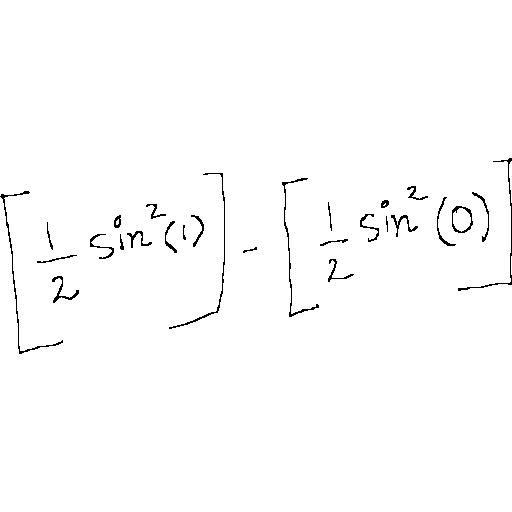 [1/2 sin²(1)] - [1/2 sin²(0)]